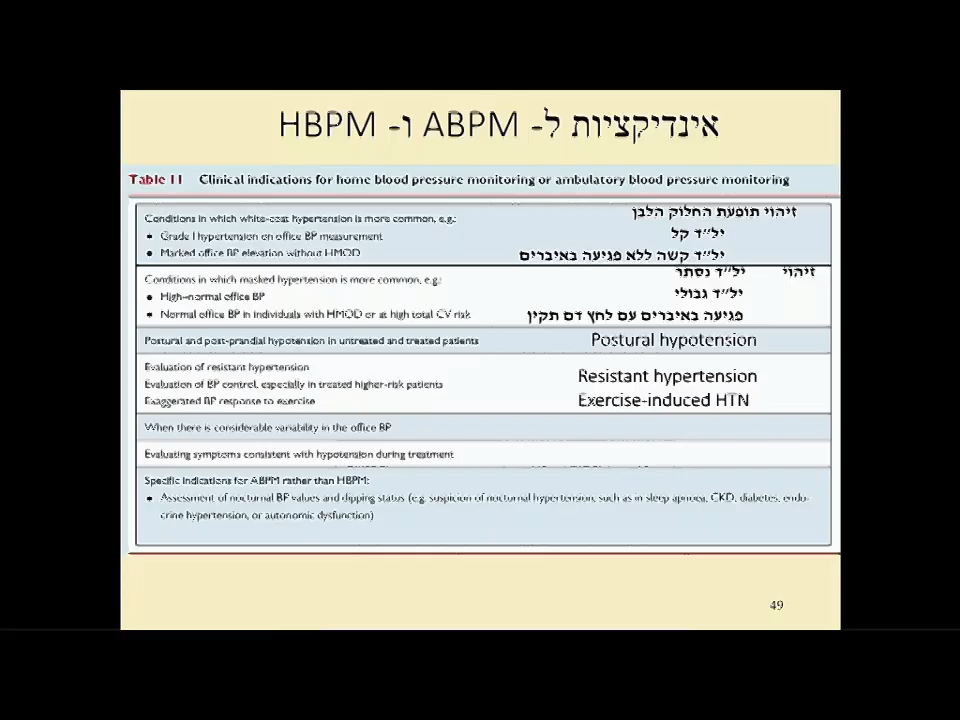 אינדיקציות ל- ABPM ו- HBPM
Table 11 Clinical indications for home blood pressure monitoring or ambulatory blood pressure monitoring
Conditions in which white-coat hypertension is more common, e.g.:
זיהוי תופעת החלוק הלבן
• Grade I hypertension on office BP measurement
יל״ד קל
• Marked office BP elevation without HMOD
יל״ד קשה ללא פגיעה באיברים
Conditions in which masked hypertension is more common, e.g.:
זיהוי יל״ד נסתר
• High–normal office BP
יל״ד גבולי
• Normal office BP in individuals with HMOD or at high total CV risk
פגיעה באיברים עם לחץ דם תקין
Postural and post-prandial hypotension in untreated and treated patients
Postural hypotension
Evaluation of resistant hypertension
Resistant hypertension
Evaluation of BP control, especially in treated higher-risk patients
Exaggerated BP response to exercise
Exercise-induced HTN
When there is considerable variability in the office BP
Evaluating symptoms consistent with hypotension during treatment
Specific indications for ABPM rather than HBPM:
• Assessment of nocturnal BP values and dipping status (e.g. suspicion of nocturnal hypertension, such as in sleep apnoea, CKD, diabetes, endo-
crine hypertension, or autonomic dysfunction)
49